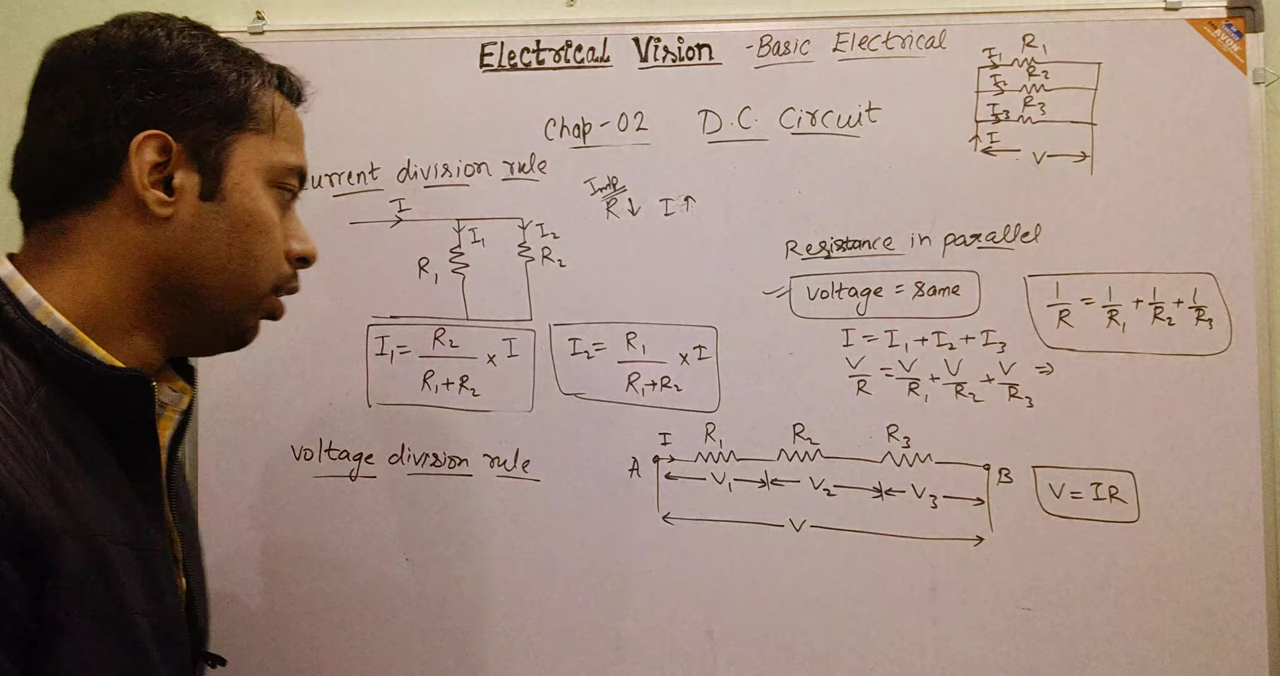 Electrical Vision - Basic Electrical
Chap-02 D.C. Circuit
R1
I1
R2
I2
R3
I3
I
V
AVON
urrent division rule
I
I1
I2
R1
R2
Imp
R↓ I↑
I1 = R2 / R1+R2 × I
I2 = R1 / R1+R2 × I
Resistance in parallel
Voltage = Same
1/R = 1/R1 + 1/R2 + 1/R3
I = I1 + I2 + I3
V/R = V/R1 + V/R2 + V/R3 ⇒
Voltage division rule
I R1 R2 R3
A B
V1 V2 V3
V
V = IR